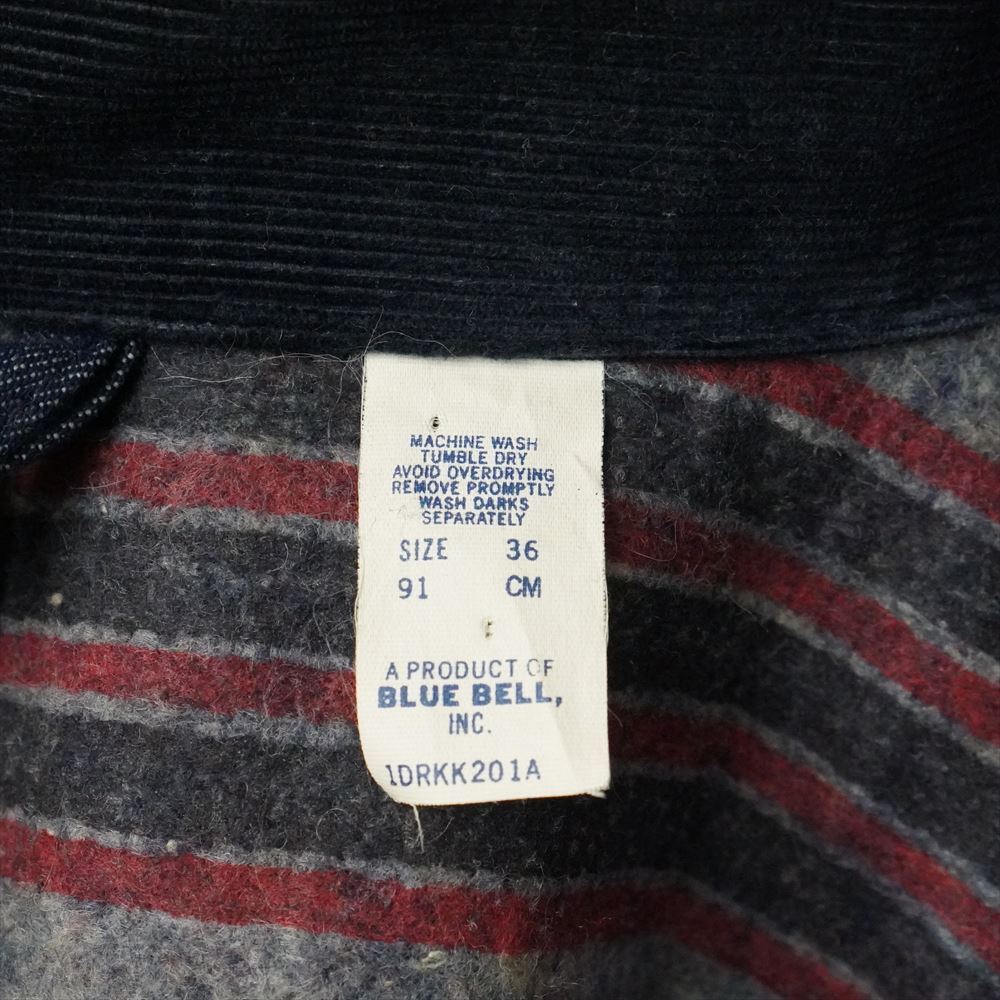 MACHINE WASH
TUMBLE DRY
AVOID OVERDRYING
REMOVE PROMPTLY
WASH DARKS
SEPARATELY
SIZE 36
91 CM
A PRODUCT OF
BLUE BELL,
INC.
1DRKK201A